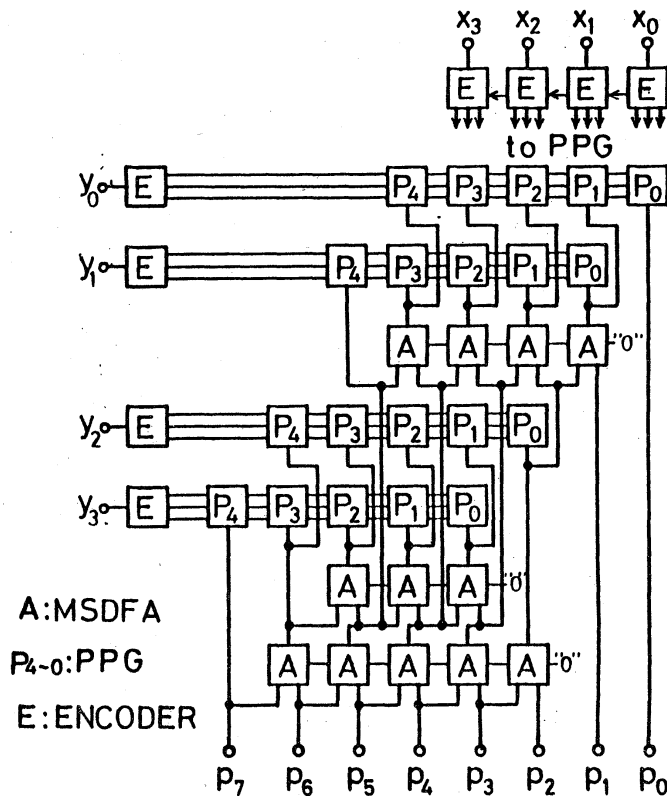 x₃ x₂ x₁ x₀
E E E E
to PPG
y₀ E P₄ P₃ P₂ P₁ P₀
y₁ E P₄ P₃ P₂ P₁ P₀
A A A A "0"
y₂ E P₄ P₃ P₂ P₁ P₀
y₃ E P₄ P₃ P₂ P₁ P₀
A A A "0"
A:MSDFA
A A A A A "0"
P₄~₀:PPG
E:ENCODER
p₇ p₆ p₅ p₄ p₃ p₂ p₁ p₀